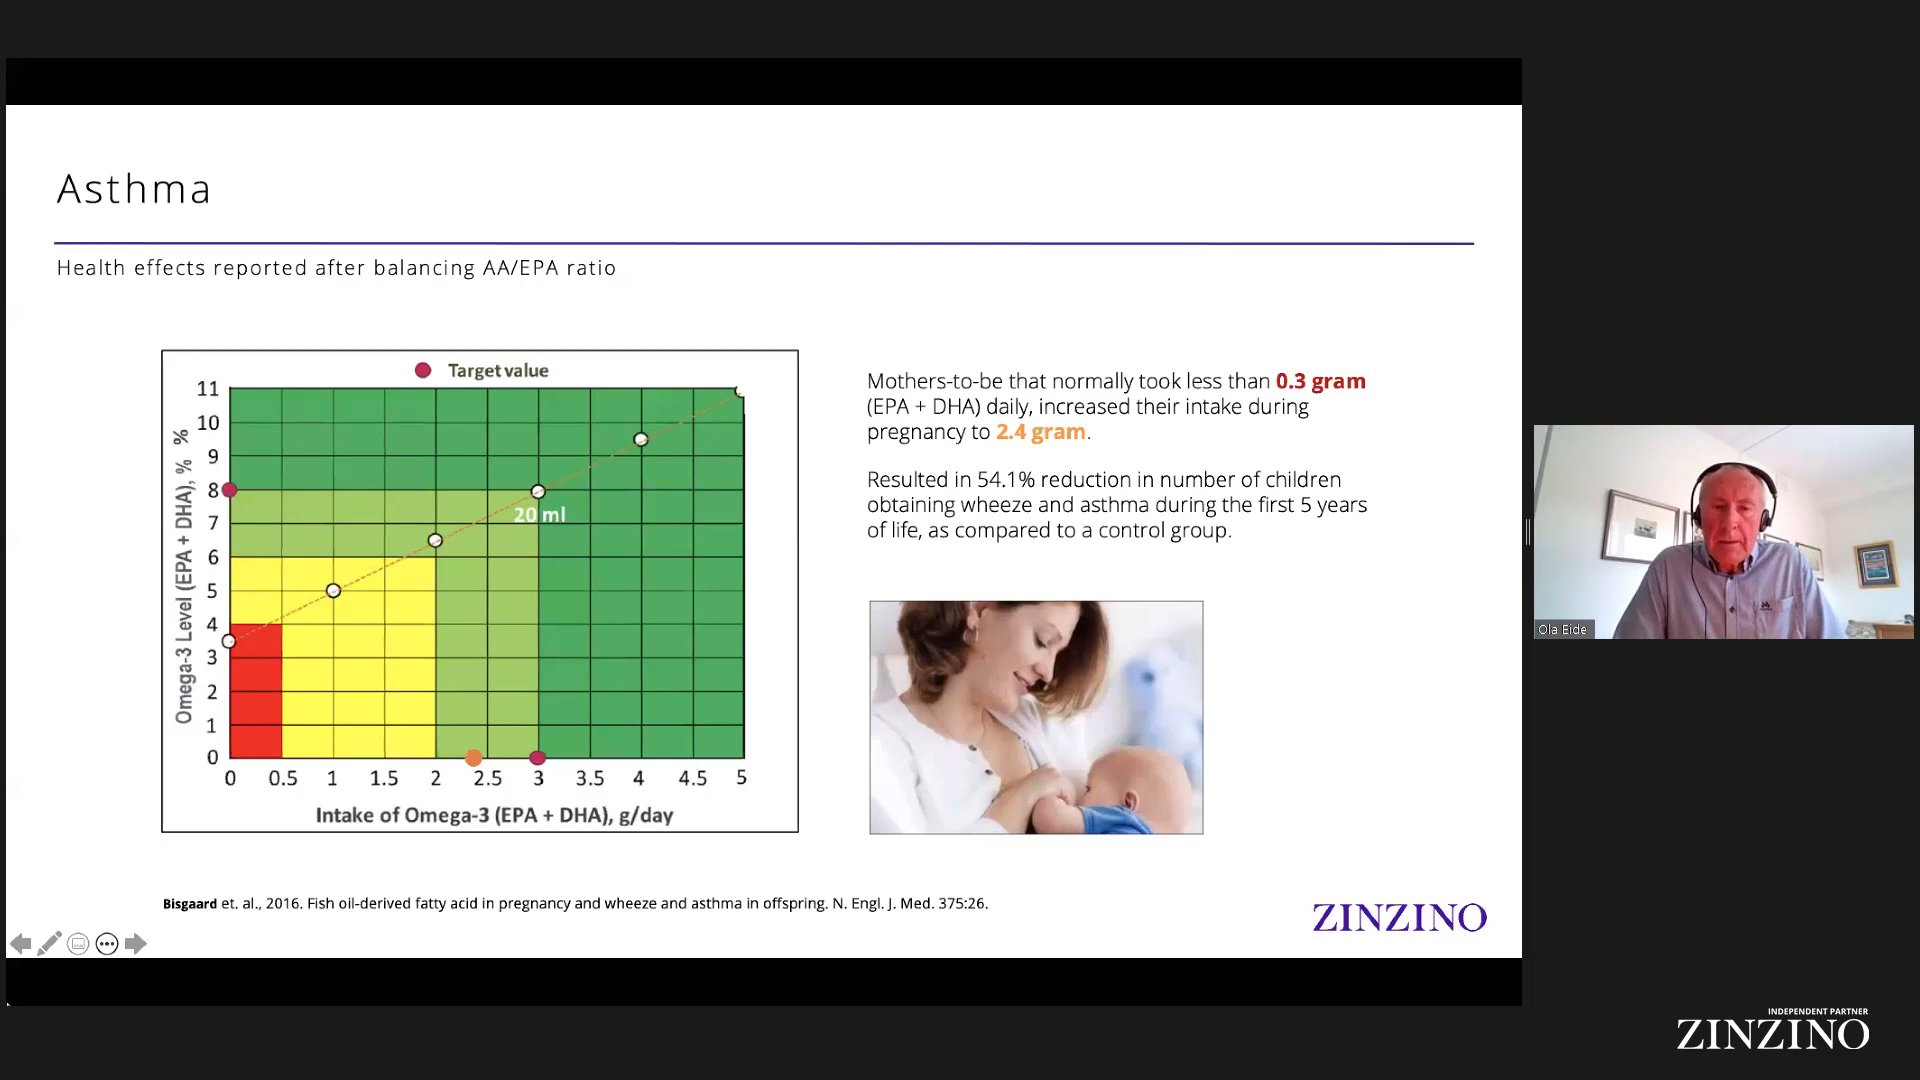 Asthma
Health effects reported after balancing AA/EPA ratio
Target value
11
10
9
8
7
6
5
4
3
2
1
0
Omega-3 Level (EPA + DHA), % %
20 ml
0 0.5 1 1.5 2 2.5 3 3.5 4 4.5 5
Intake of Omega-3 (EPA + DHA), g/day
Mothers-to-be that normally took less than 0.3 gram
(EPA + DHA) daily, increased their intake during
pregnancy to 2.4 gram.
Resulted in 54.1% reduction in number of children
obtaining wheeze and asthma during the first 5 years
of life, as compared to a control group.
Bisgaard et. al., 2016. Fish oil-derived fatty acid in pregnancy and wheeze and asthma in offspring. N. Engl. J. Med. 375:26.
ZINZINO
Ola Eide
INDEPENDENT PARTNER
ZINZINO